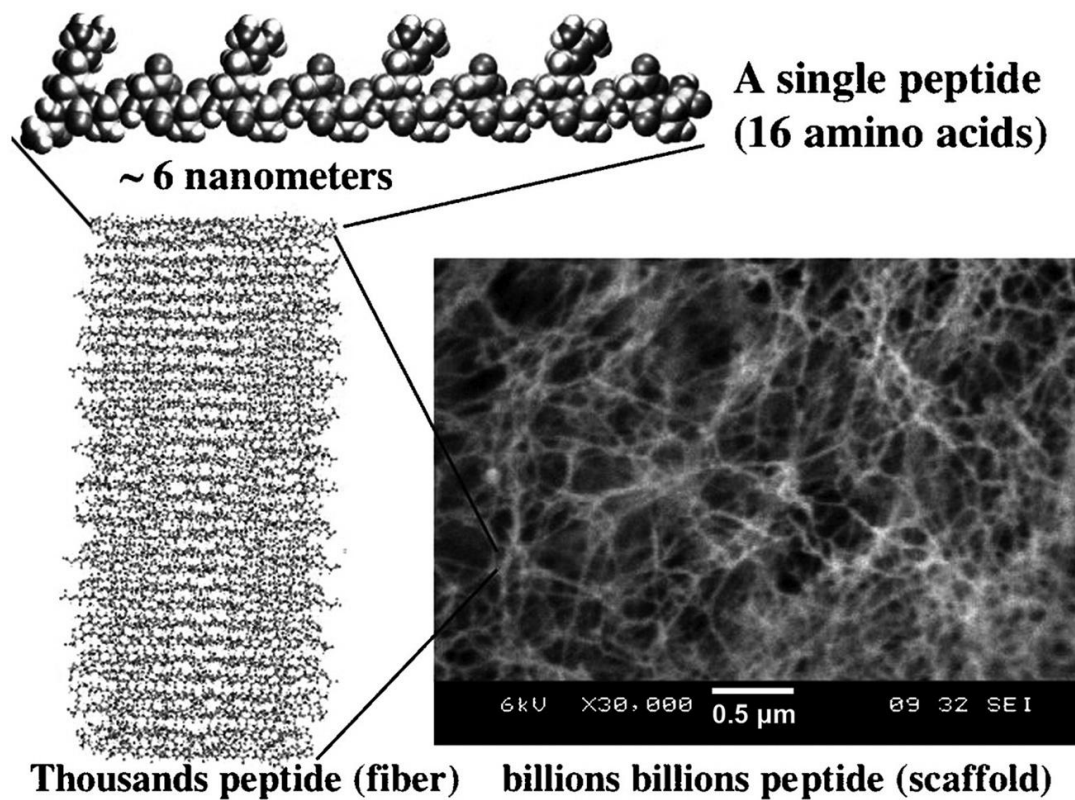 A single peptide
(16 amino acids)
~ 6 nanometers
6kV X30,000 0.5 µm 09 32 SEI
Thousands peptide (fiber) billions billions peptide (scaffold)